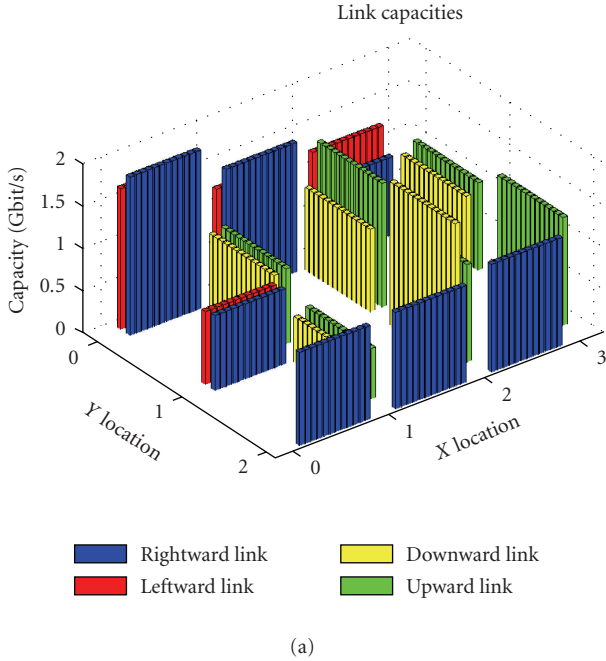 Link capacities
Capacity (Gbit/s)
2
1.5
1
0.5
0
0
1
2
Y location
0
1
2
3
X location
Rightward link
Downward link
Leftward link
Upward link
(a)